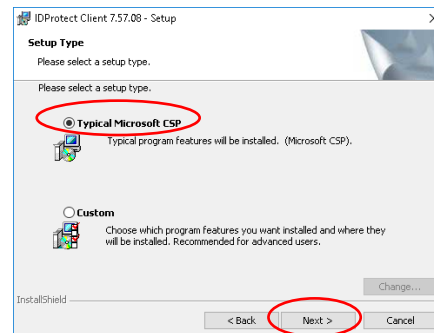 IDProtect Client 7.57.08 - Setup
Setup Type
Please select a setup type.
Please select a setup type.
Typical Microsoft CSP
Typical program features will be installed. (Microsoft CSP).
Custom
Choose which program features you want installed and where they
will be installed. Recommended for advanced users.
Change...
InstallShield
< Back Next > Cancel